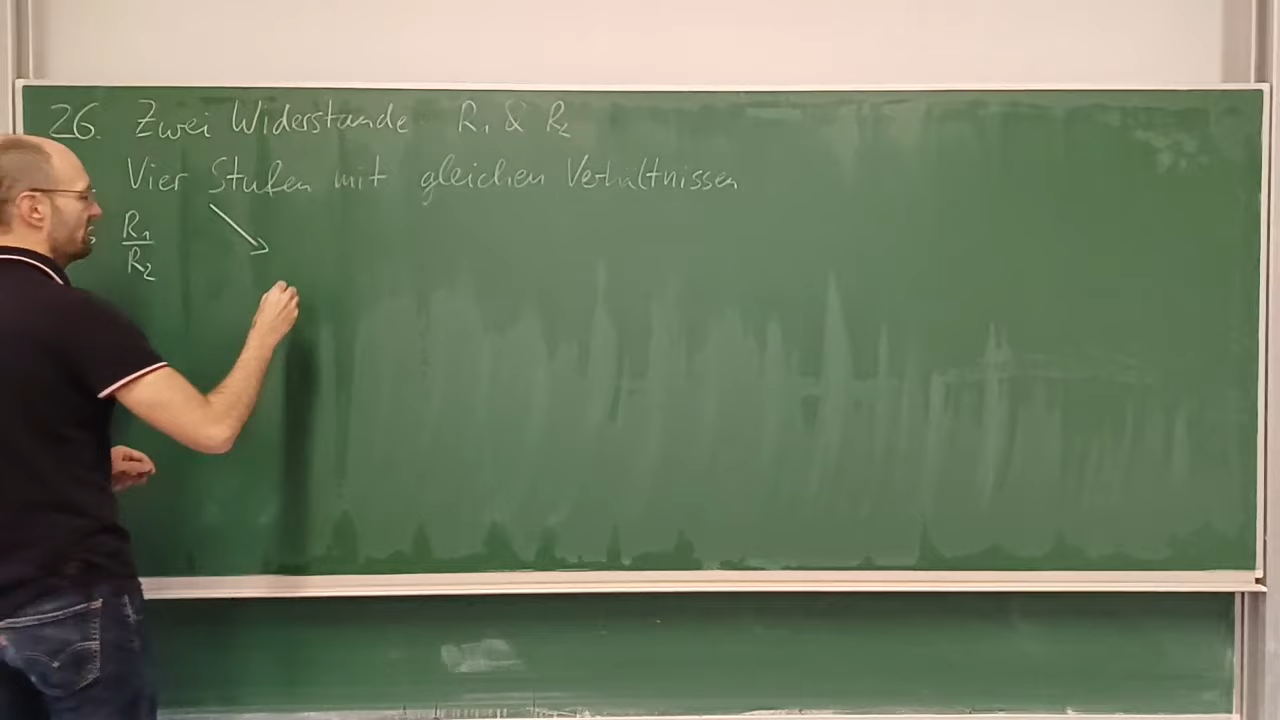 26. Zwei Widerstände R₁ & R₂
Vier Stufen mit gleichen Verhältnissen
R₁
R₂